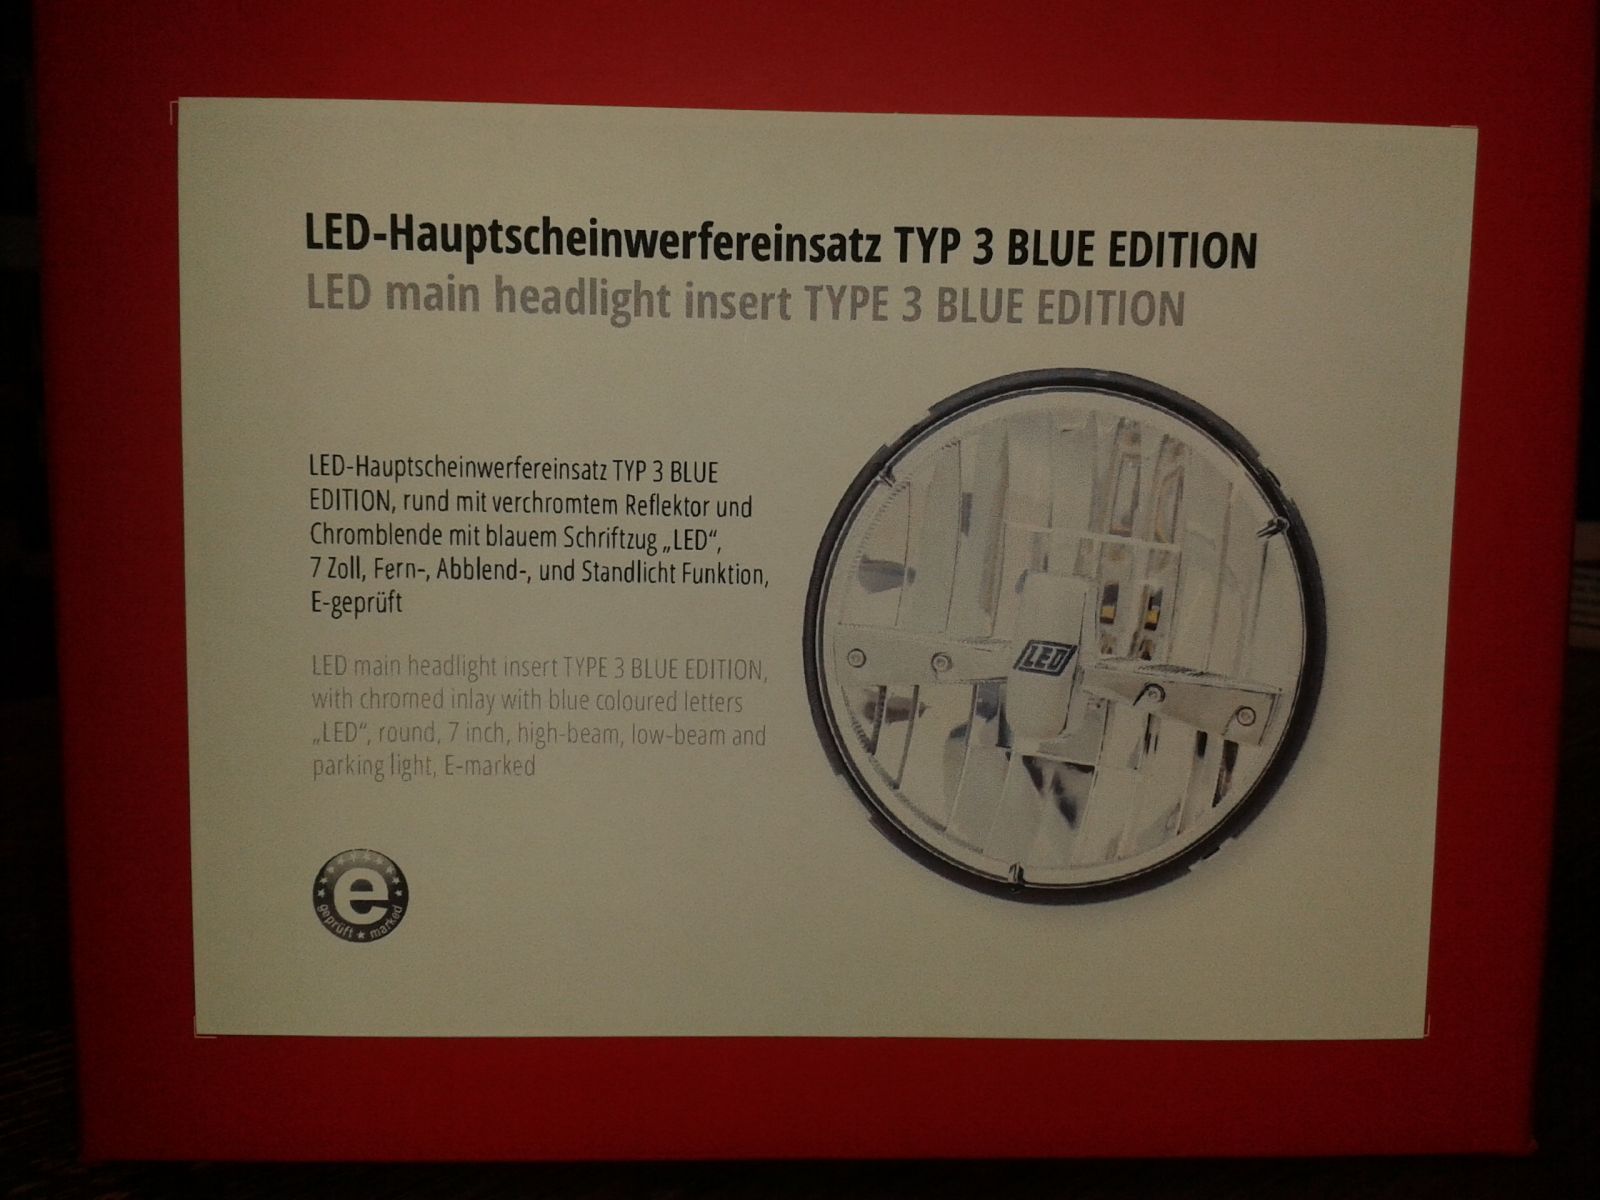 LED-Hauptscheinwerfereinsatz TYP 3 BLUE EDITION
LED main headlight insert TYPE 3 BLUE EDITION
LED-Hauptscheinwerfereinsatz TYP 3 BLUE
EDITION, rund mit verchromtem Reflektor und
Chromblende mit blauem Schriftzug „LED“,
7 Zoll, Fern-, Abblend-, und Standlicht Funktion,
E-geprüft
LED main headlight insert TYPE 3 BLUE EDITION,
with chromed inlay with blue coloured letters
„LED“, round, 7 inch, high-beam, low-beam and
parking light, E-marked
LED
e
geprüft ★ marked